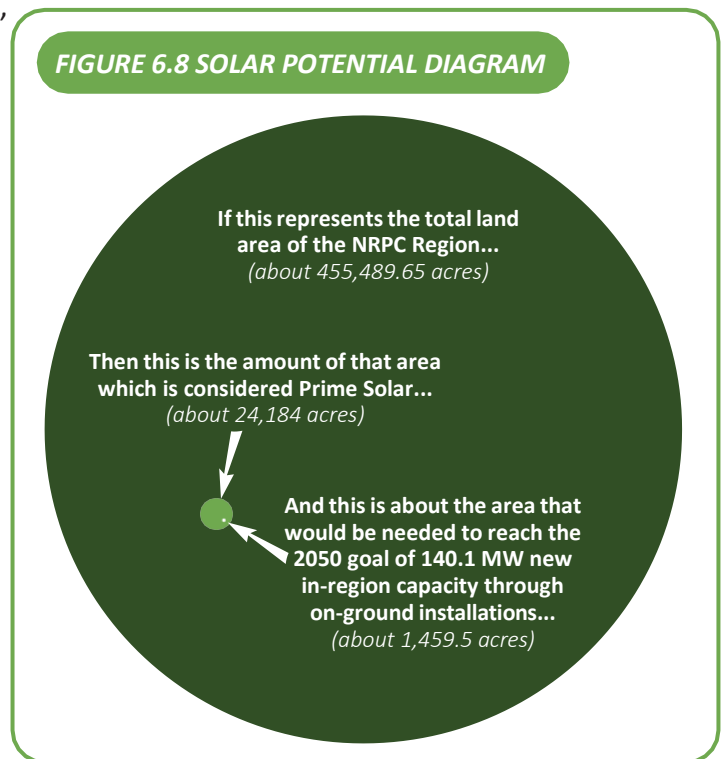 ,
FIGURE 6.8 SOLAR POTENTIAL DIAGRAM
If this represents the total land
area of the NRPC Region...
(about 455,489.65 acres)
Then this is the amount of that area
which is considered Prime Solar...
(about 24,184 acres)
And this is about the area that
would be needed to reach the
2050 goal of 140.1 MW new
in-region capacity through
on-ground installations...
(about 1,459.5 acres)